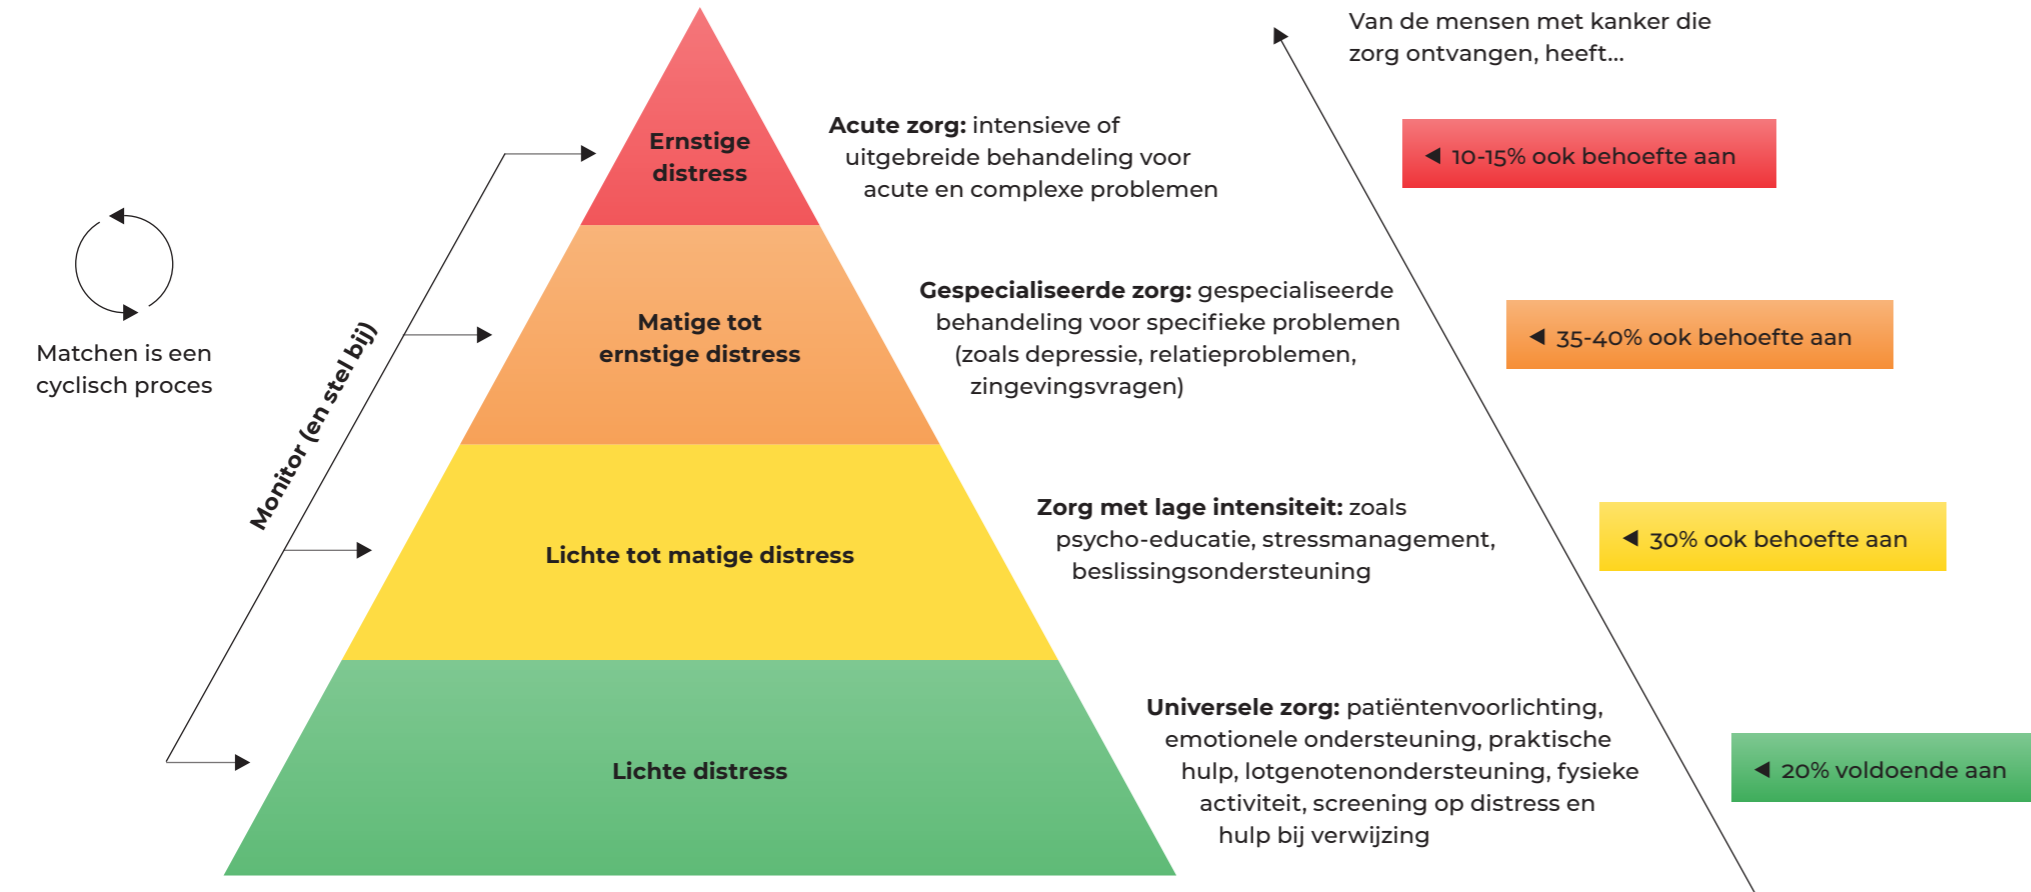 Van de mensen met kanker die
zorg ontvangen, heeft...
Ernstige
distress
Acute zorg: intensieve of
uitgebreide behandeling voor
acute en complexe problemen
◄ 10-15% ook behoefte aan
Matchen is een
cyclisch proces
Monitor (en stel bij)
Matige tot
ernstige distress
Gespecialiseerde zorg: gespecialiseerde
behandeling voor specifieke problemen
(zoals depressie, relatieproblemen,
zingevingsvragen)
◄ 35-40% ook behoefte aan
Lichte tot matige distress
Zorg met lage intensiteit: zoals
psycho-educatie, stressmanagement,
beslissingsondersteuning
◄ 30% ook behoefte aan
Lichte distress
Universele zorg: patiëntenvoorlichting,
emotionele ondersteuning, praktische
hulp, lotgenotenondersteuning, fysieke
activiteit, screening op distress en
hulp bij verwijzing
◄ 20% voldoende aan